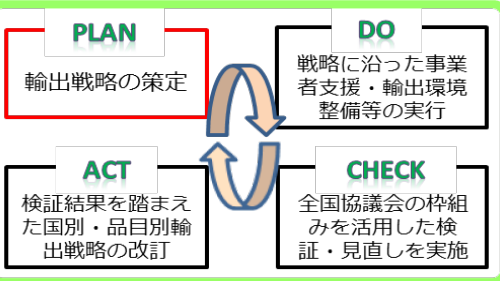 PLAN
輸出戦略の策定
DO
戦略に沿った事業
者支援・輸出環境
整備等の実行
ACT
検証結果を踏まえ
た国別・品目別輸
出戦略の改訂
CHECK
全国協議会の枠組
みを活用した検
証・見直しを実施